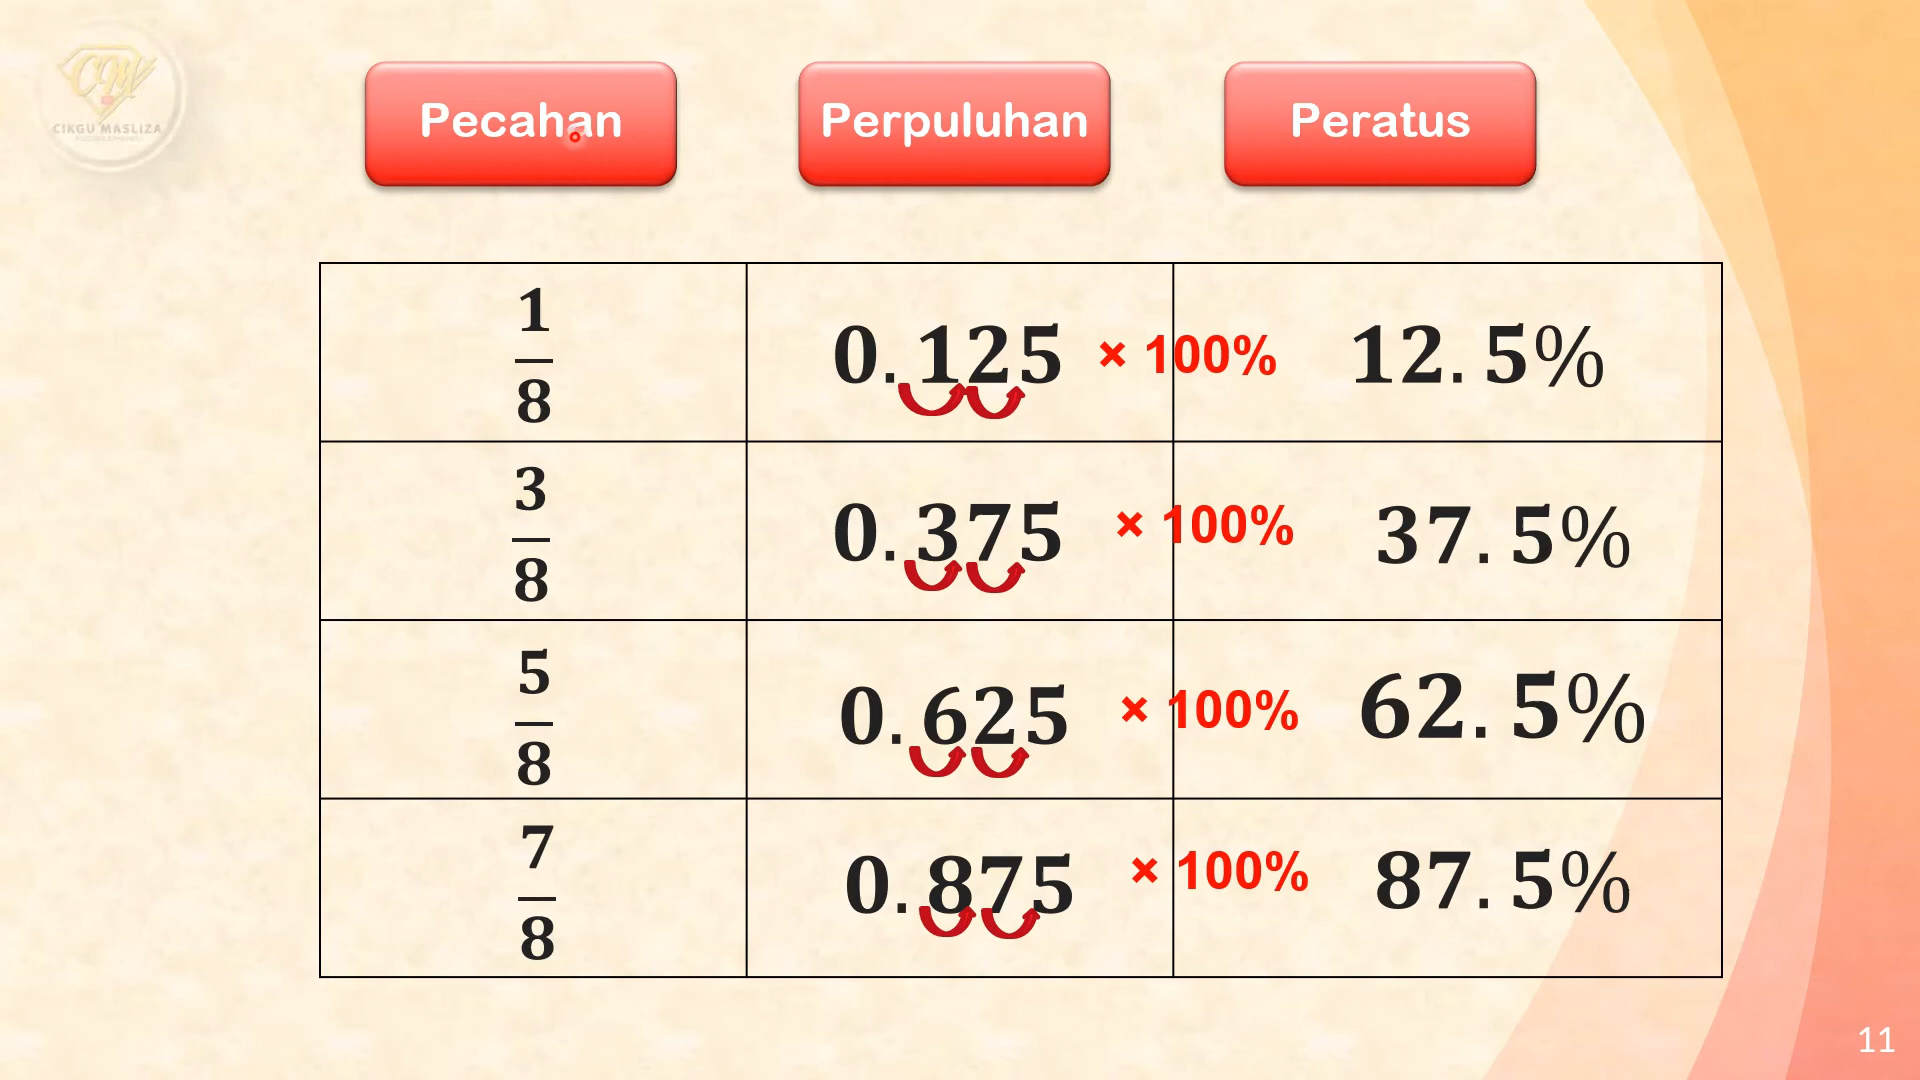 CIKGU MASLIZA
Pecahan Perpuluhan Peratus
1/8 0.125 × 100% 12.5%
3/8 0.375 × 100% 37.5%
5/8 0.625 × 100% 62.5%
7/8 0.875 × 100% 87.5%
11